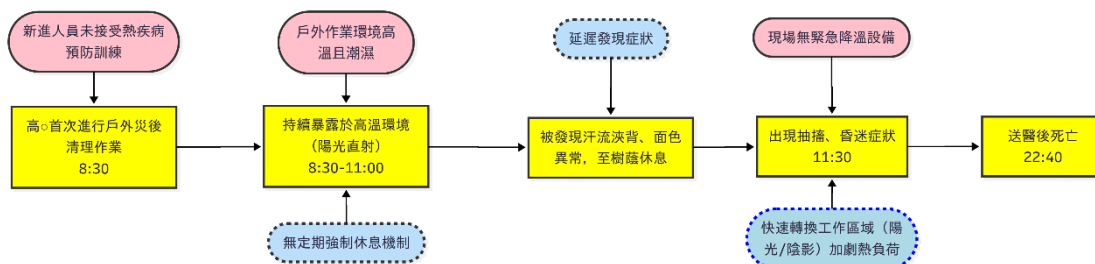 新進人員未接受熱疾病
預防訓練
戶外作業環境高
溫且潮濕
延遲發現症狀
現場無緊急降溫設備
高○首次進行戶外災後
清理作業
8:30
持續暴露於高溫環境
（陽光直射）
8:30-11:00
被發現汗流浹背、面色
異常，至樹蔭休息
出現抽搐、昏迷症狀
11:30
送醫後死亡
22:40
無定期強制休息機制
快速轉換工作區域（陽
光/陰影）加劇熱負荷